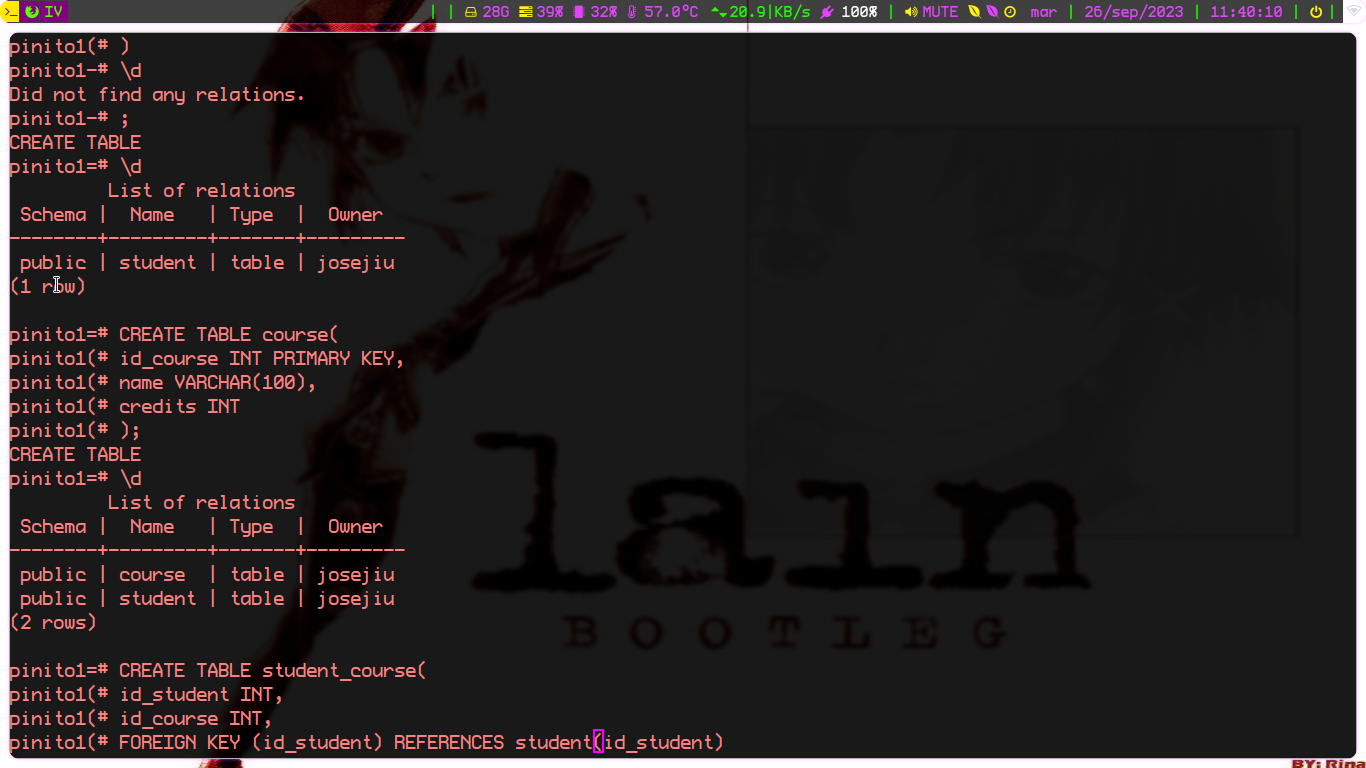 IV | | 28G 39% 32% 57.0°C 20.9|KB/s 100% | MUTE mar | 26/sep/2023 | 11:40:10 | |
pinito1(# )
pinito1-# \d
Did not find any relations.
pinito1-# ;
CREATE TABLE
pinito1=# \d
List of relations
Schema | Name | Type | Owner
--------+---------+-------+---------
public | student | table | josejiu
(1 row)
pinito1=# CREATE TABLE course(
pinito1(# id_course INT PRIMARY KEY,
pinito1(# name VARCHAR(100),
pinito1(# credits INT
pinito1(# );
CREATE TABLE
pinito1=# \d
List of relations
Schema | Name | Type | Owner
--------+---------+-------+---------
public | course | table | josejiu
public | student | table | josejiu
(2 rows)
pinito1=# CREATE TABLE student_course(
pinito1(# id_student INT,
pinito1(# id_course INT,
pinito1(# FOREIGN KEY (id_student) REFERENCES student(id_student)
lain
BOOTLEG
BY: Rina